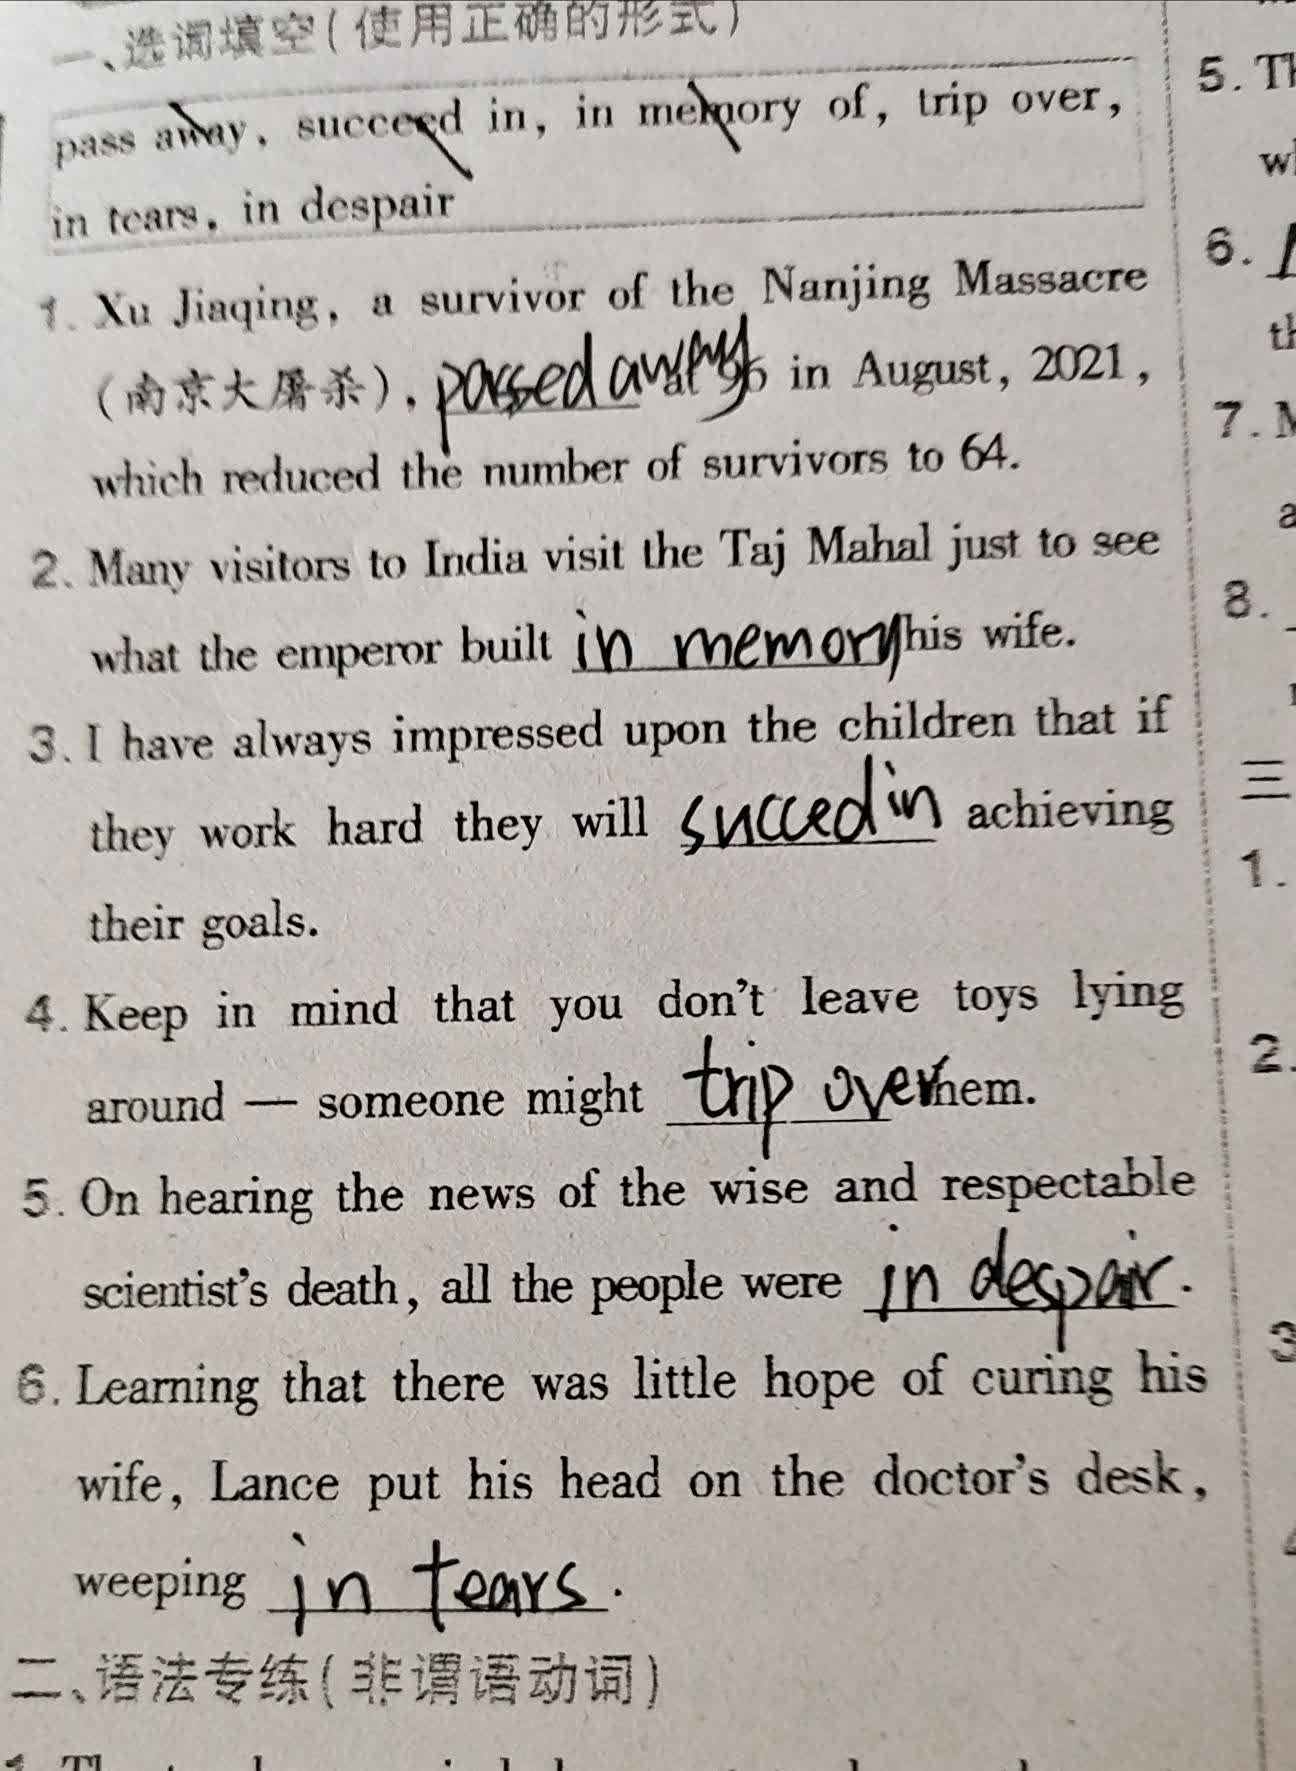 一、选词填空(使用正确的形式)
pass away, succeed in, in memory of, trip over,
in tears, in despair
1. Xu Jiaqing, a survivor of the Nanjing Massacre
(南京大屠杀), passed away at 96 in August, 2021,
which reduced the number of survivors to 64.
2. Many visitors to India visit the Taj Mahal just to see
what the emperor built in memory his wife.
3. I have always impressed upon the children that if
they work hard they will succed in achieving
their goals.
4. Keep in mind that you don't leave toys lying
around — someone might trip over them.
5. On hearing the news of the wise and respectable
scientist's death, all the people were in despair.
6. Learning that there was little hope of curing his
wife, Lance put his head on the doctor's desk,
weeping in tears.
二、语法专练(非谓语动词)
5.
6.
7.
8.
三
1.
2.
3